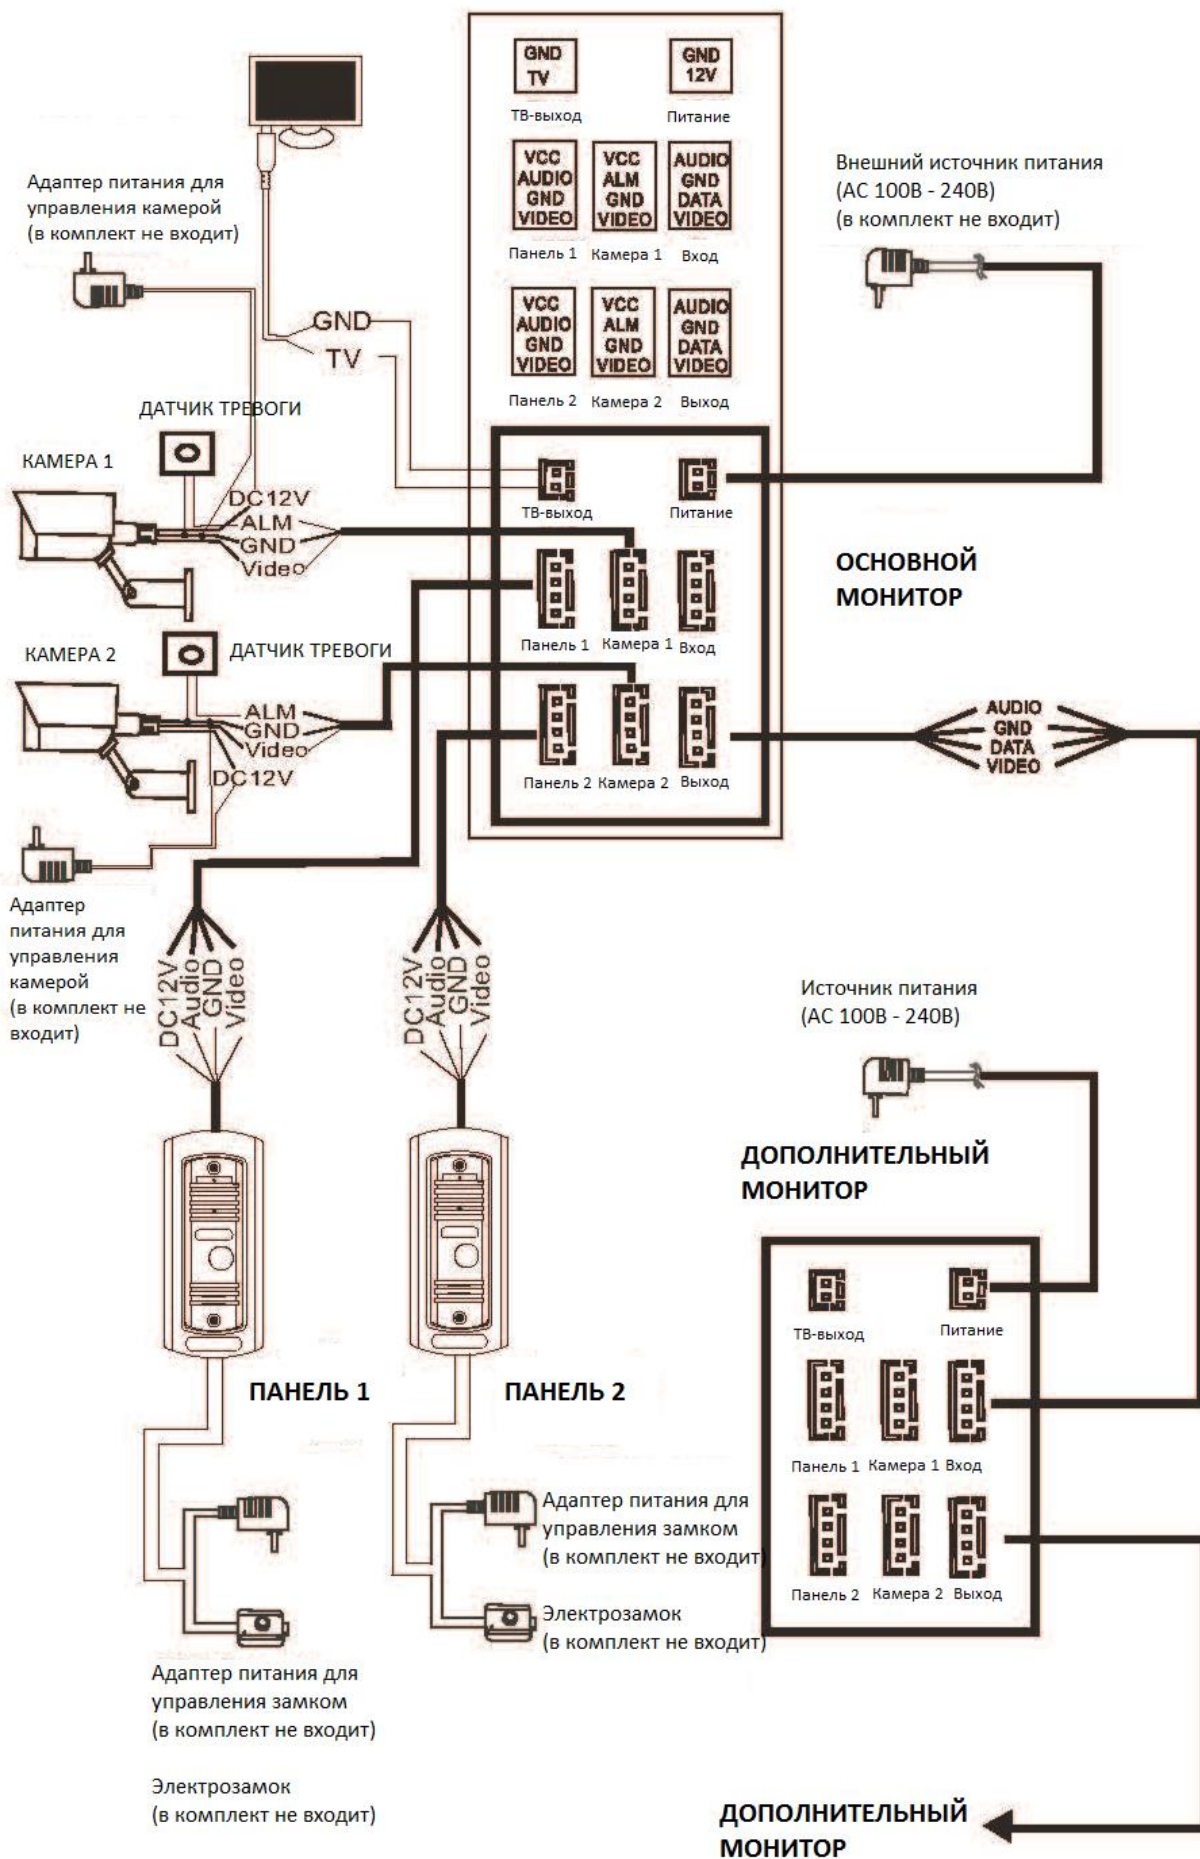 GND
TV
ТВ-выход
GND
12V
Питание
VCC
AUDIO
GND
VIDEO
Панель 1
VCC
ALM
GND
VIDEO
Камера 1
AUDIO
GND
DATA
VIDEO
Вход
VCC
AUDIO
GND
VIDEO
Панель 2
VCC
ALM
GND
VIDEO
Камера 2
AUDIO
GND
DATA
VIDEO
Выход
Адаптер питания для
управления камерой
(в комплект не входит)
Внешний источник питания
(АС 100В - 240В)
(в комплект не входит)
GND
TV
ДАТЧИК ТРЕВОГИ
КАМЕРА 1
DC12V
ALM
GND
Video
ТВ-выход
Питание
Панель 1
Камера 1
Вход
Панель 2
Камера 2
Выход
ОСНОВНОЙ
МОНИТОР
КАМЕРА 2
ДАТЧИК ТРЕВОГИ
ALM
GND
Video
DC12V
AUDIO
GND
DATA
VIDEO
Адаптер
питания для
управления
камерой
(в комплект не
входит)
DC12V
Audio
GND
Video
DC12V
Audio
GND
Video
Источник питания
(АС 100В - 240В)
ДОПОЛНИТЕЛЬНЫЙ
МОНИТОР
ТВ-выход
Питание
Панель 1
Камера 1
Вход
Панель 2
Камера 2
Выход
ПАНЕЛЬ 1
ПАНЕЛЬ 2
Адаптер питания для
управления замком
(в комплект не входит)
Электрозамок
(в комплект не входит)
Адаптер питания для
управления замком
(в комплект не входит)
Электрозамок
(в комплект не входит)
ДОПОЛНИТЕЛЬНЫЙ
МОНИТОР